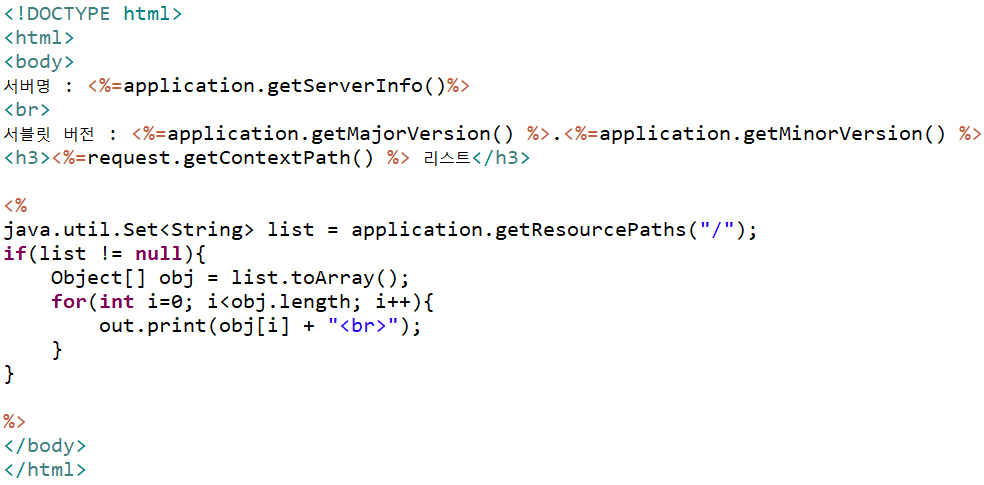 <!DOCTYPE html>
<html>
<body>
서버명 : <%=application.getServerInfo()%>
<br>
서블릿 버전 : <%=application.getMajorVersion() %>.<%=application.getMinorVersion() %>
<h3><%=request.getContextPath() %> 리스트</h3>

<%
java.util.Set<String> list = application.getResourcePaths("/");
if(list != null){
    Object[] obj = list.toArray();
    for(int i=0; i<obj.length; i++){
        out.print(obj[i] + "<br>");
    }
}

%>
</body>
</html>